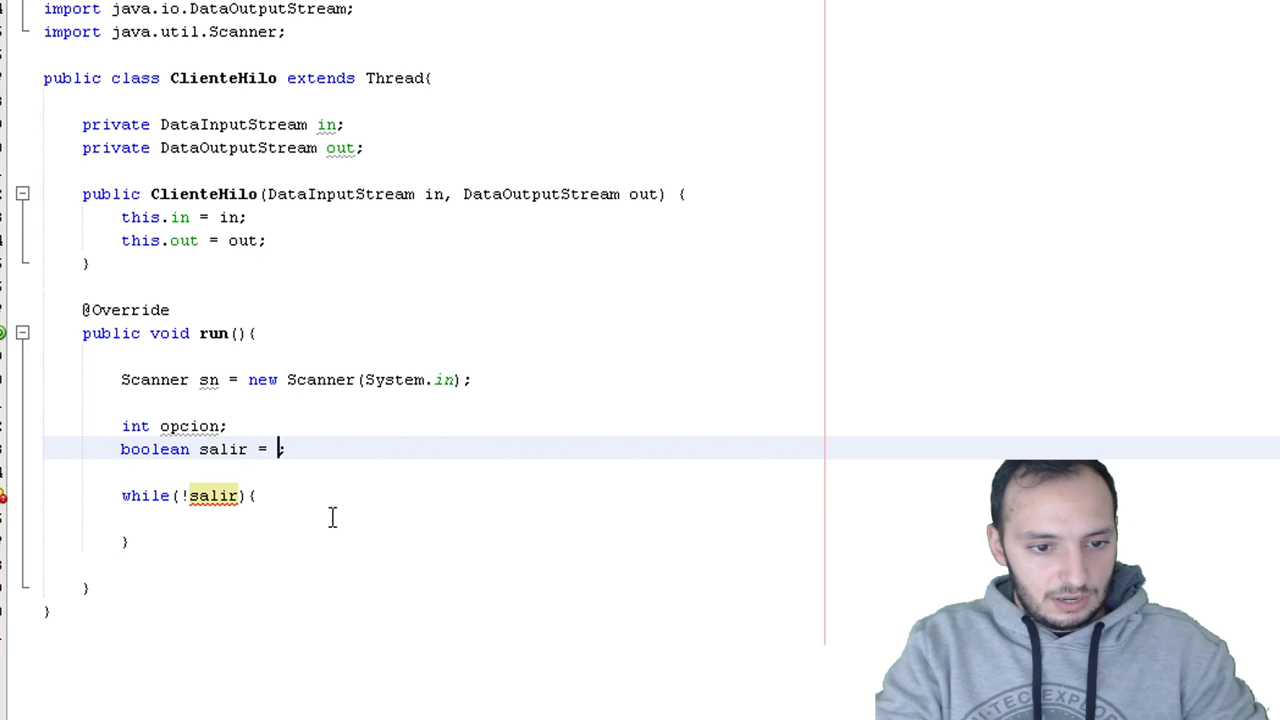 import java.io.DataOutputStream;
import java.util.Scanner;
public class ClienteHilo extends Thread{
private DataInputStream in;
private DataOutputStream out;
public ClienteHilo(DataInputStream in, DataOutputStream out) {
this.in = in;
this.out = out;
}
@Override
public void run(){
Scanner sn = new Scanner(System.in);
int opcion;
boolean salir = ;
while(!salir){
}
}
}